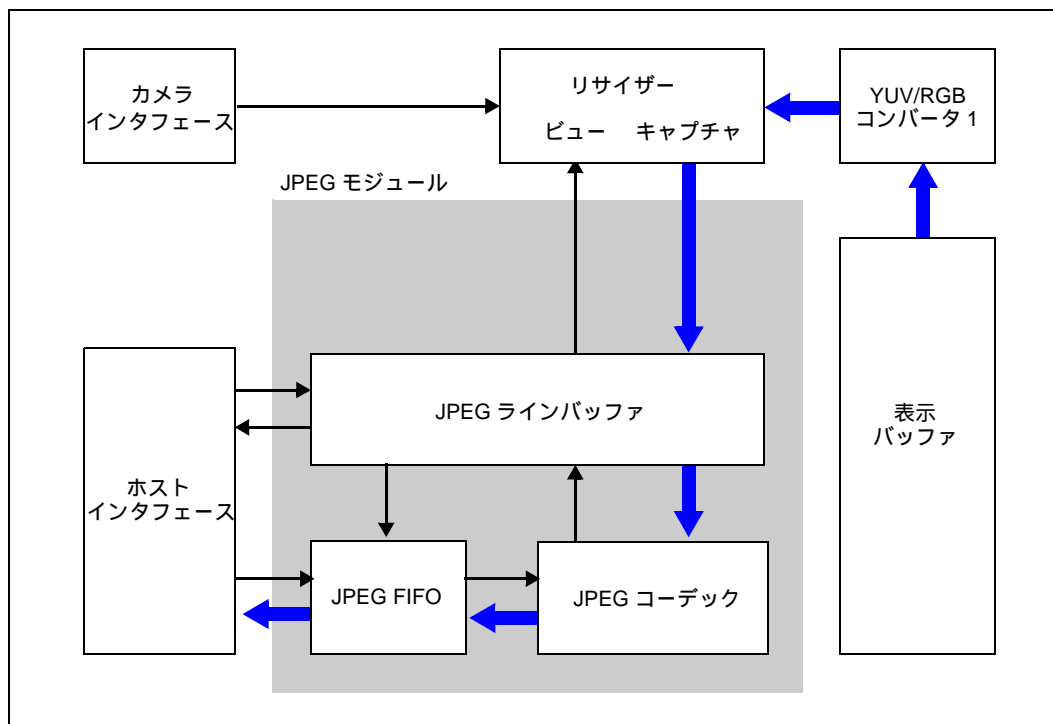 カメラ
インタフェース
リサイザー
ビュー キャプチャ
YUV/RGB
コンバータ 1
JPEG モジュール
JPEG ラインバッファ
表示
バッファ
ホスト
インタフェース
JPEG FIFO
JPEG コーデック